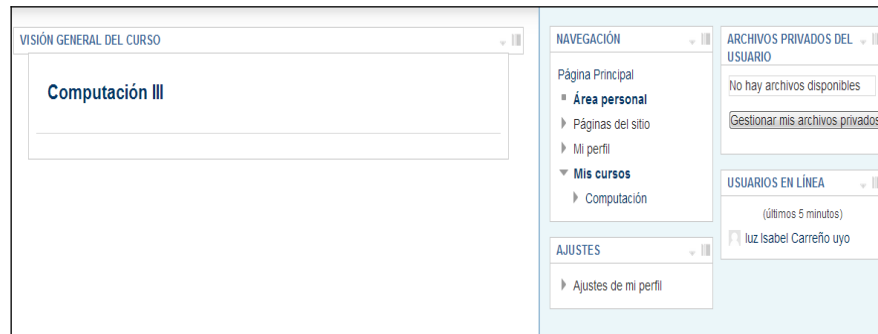 VISIÓN GENERAL DEL CURSO
Computación III
NAVEGACIÓN
Página Principal
Área personal
Páginas del sitio
Mi perfil
Mis cursos
Computación
AJUSTES
Ajustes de mi perfil
ARCHIVOS PRIVADOS DEL
USUARIO
No hay archivos disponibles
Gestionar mis archivos privados
USUARIOS EN LÍNEA
(últimos 5 minutos)
luz Isabel Carreño uyo